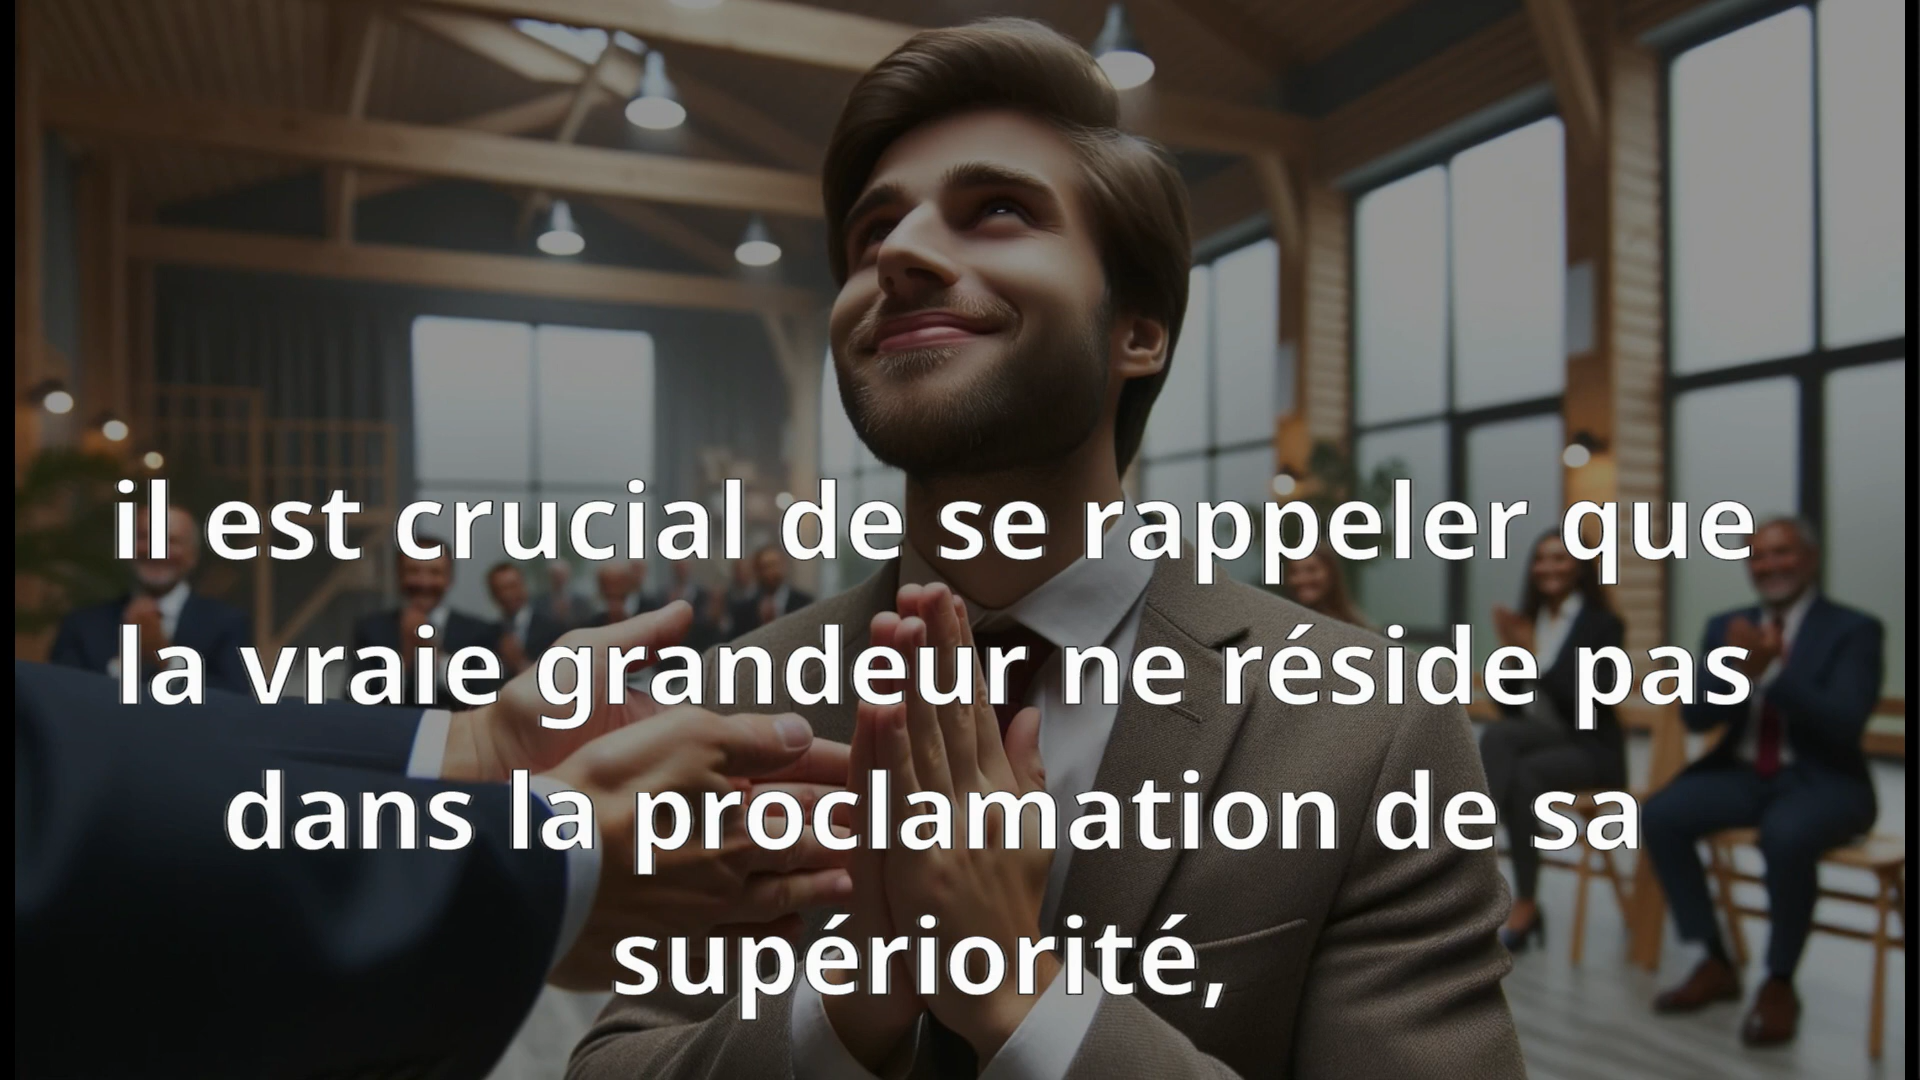 il est crucial de se rappeler que
la vraie grandeur ne réside pas
dans la proclamation de sa
supériorité,